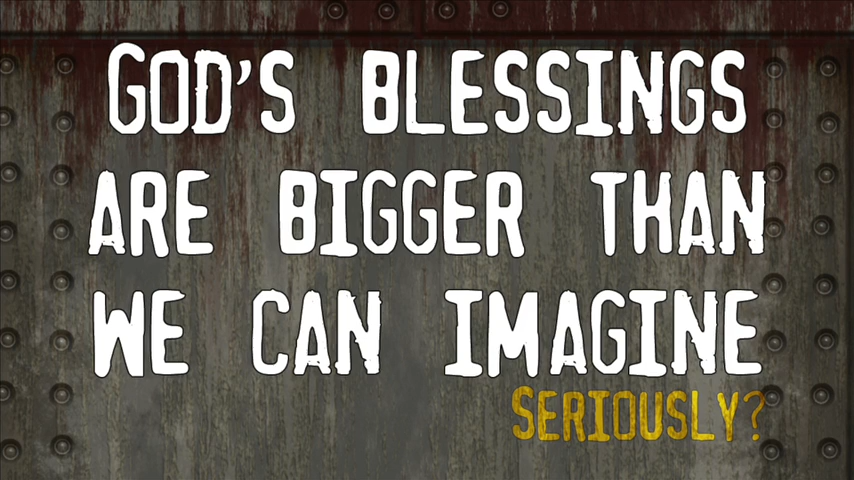 GOD'S BLESSINGS
ARE BIGGER THAN
WE CAN IMAGINE
SERIOUSLY?